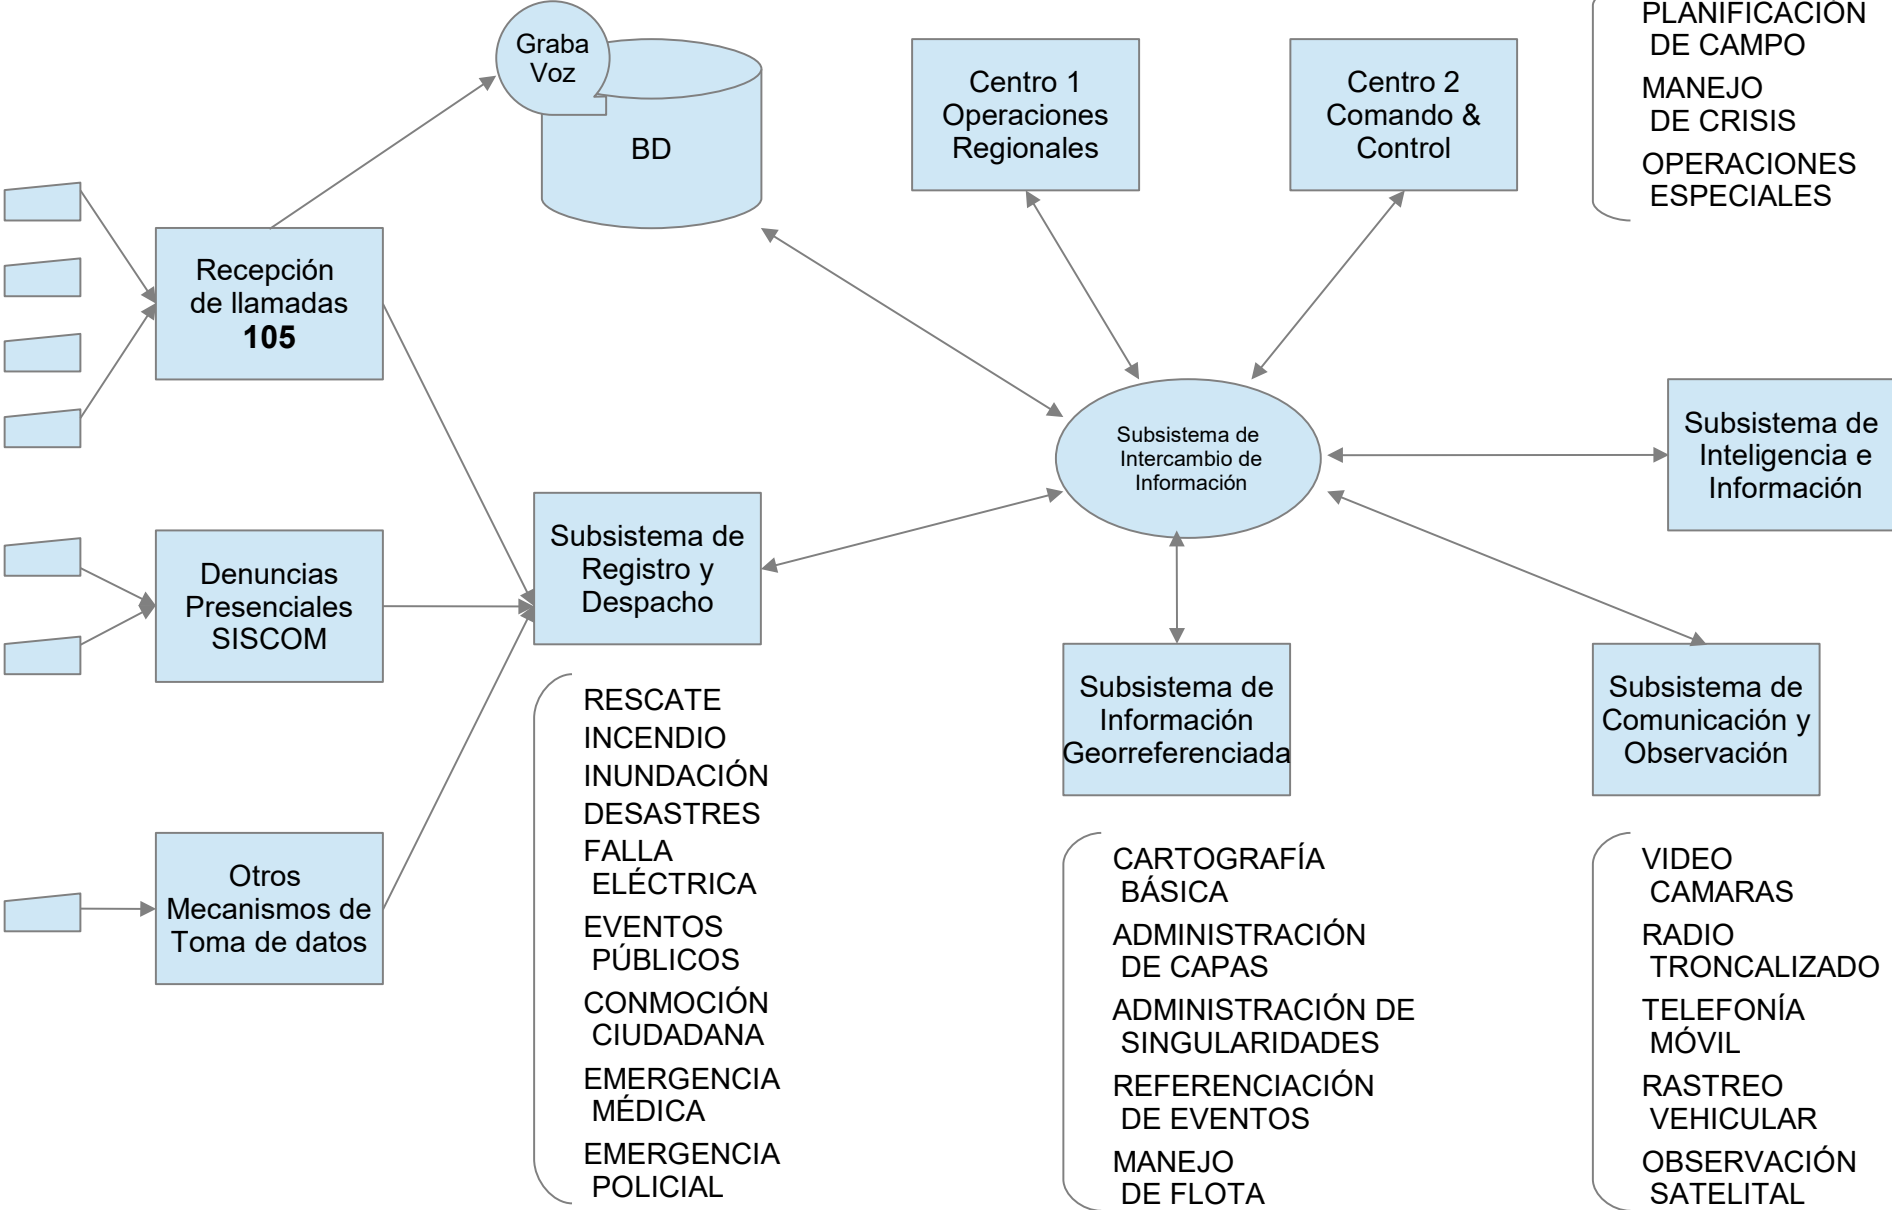 Graba
Voz
BD
Centro 1
Operaciones
Regionales
Centro 2
Comando &
Control
PLANIFICACIÓN
DE CAMPO
MANEJO
DE CRISIS
OPERACIONES
ESPECIALES
Recepción
de llamadas
105
Subsistema de
Intercambio de
Información
Subsistema de
Inteligencia e
Información
Denuncias
Presenciales
SISCOM
Subsistema de
Registro y
Despacho
Subsistema de
Información
Georreferenciada
Subsistema de
Comunicación y
Observación
Otros
Mecanismos de
Toma de datos
RESCATE
INCENDIO
INUNDACIÓN
DESASTRES
FALLA
ELÉCTRICA
EVENTOS
PÚBLICOS
CONMOCIÓN
CIUDADANA
EMERGENCIA
MÉDICA
EMERGENCIA
POLICIAL
CARTOGRAFÍA
BÁSICA
ADMINISTRACIÓN
DE CAPAS
ADMINISTRACIÓN DE
SINGULARIDADES
REFERENCIACIÓN
DE EVENTOS
MANEJO
DE FLOTA
VIDEO
CAMARAS
RADIO
TRONCALIZADO
TELEFONÍA
MÓVIL
RASTREO
VEHICULAR
OBSERVACIÓN
SATELITAL